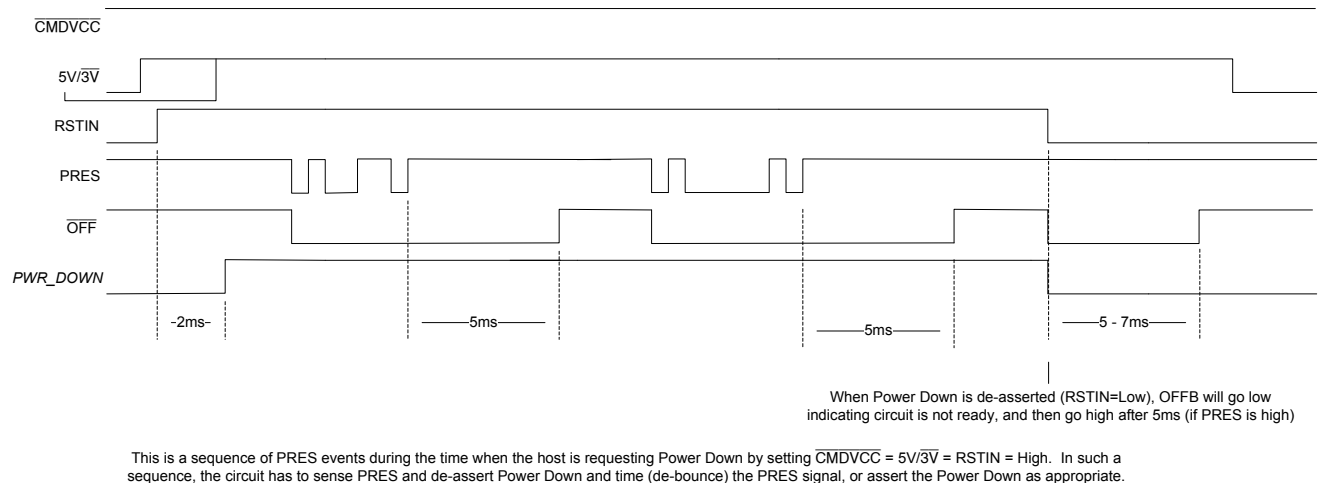 CMDVCC
5V/3V
RSTIN
PRES
OFF
PWR_DOWN
2ms
5ms
5ms
5 - 7ms
When Power Down is de-asserted (RSTIN=Low), OFFB will go low
indicating circuit is not ready, and then go high after 5ms (if PRES is high)
This is a sequence of PRES events during the time when the host is requesting Power Down by setting CMDVCC = 5V/3V = RSTIN = High. In such a
sequence, the circuit has to sense PRES and de-assert Power Down and time (de-bounce) the PRES signal, or assert the Power Down as appropriate.